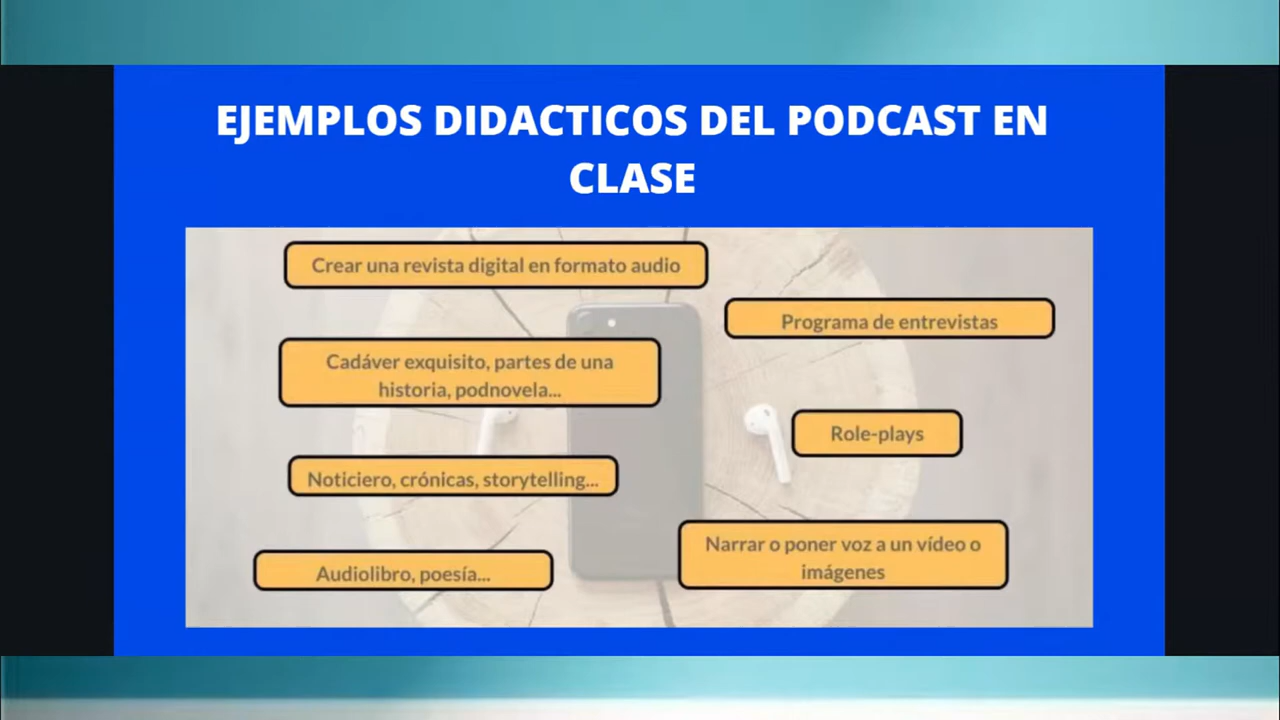 EJEMPLOS DIDACTICOS DEL PODCAST EN
CLASE
Crear una revista digital en formato audio
Programa de entrevistas
Cadáver exquisito, partes de una
historia, podnovela...
Role-plays
Noticiero, crónicas, storytelling...
Narrar o poner voz a un vídeo o
imágenes
Audiolibro, poesía...